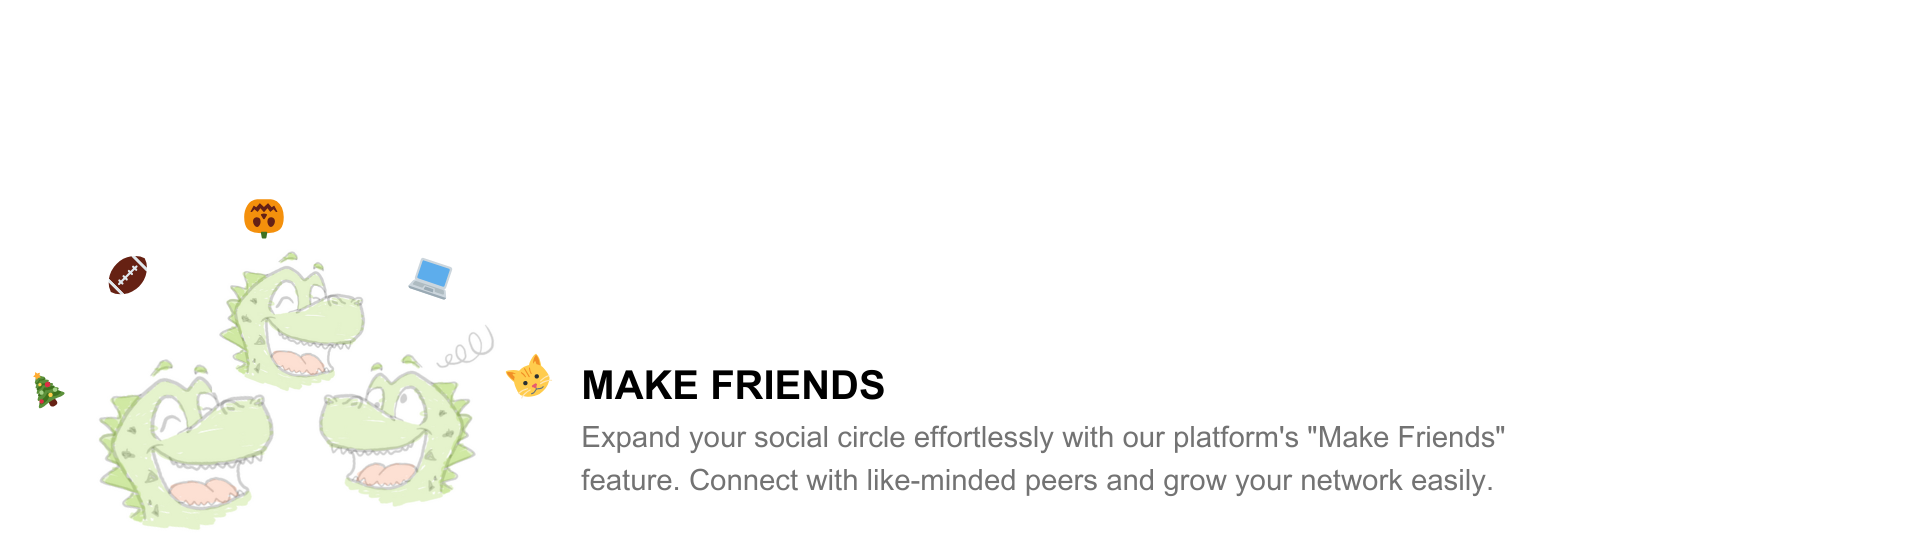 MAKE FRIENDS
Expand your social circle effortlessly with our platform's "Make Friends"
feature. Connect with like-minded peers and grow your network easily.